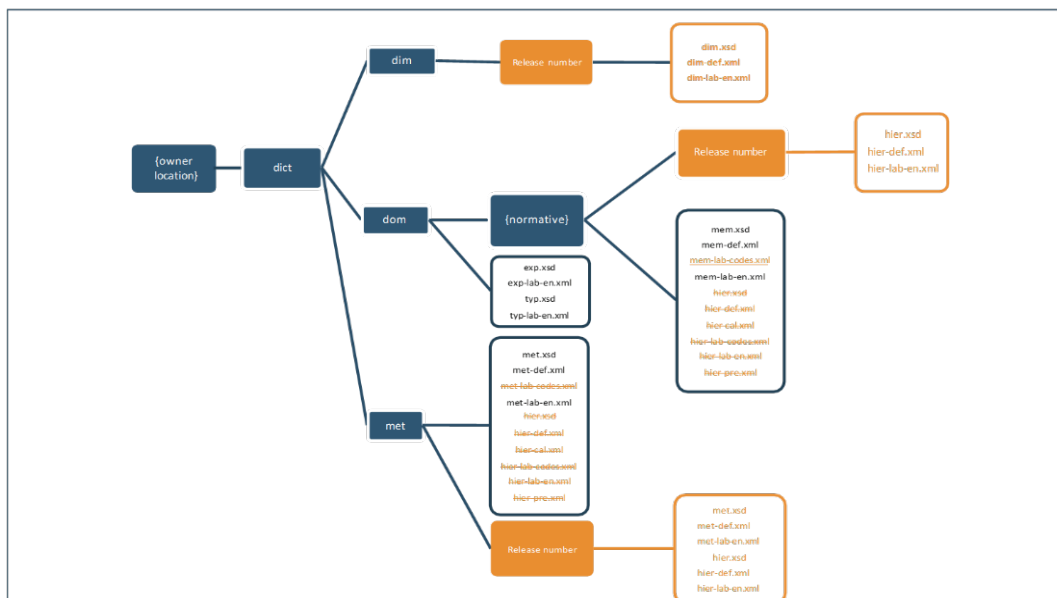 dim
Release number
dim.xsd
dim-def.xml
dim-lab-en.xml
{owner
location}
dict
Release number
hier.xsd
hier-def.xml
hier-lab-en.xml
dom
{normative}
mem.xsd
mem-def.xml
mem-lab-codes.xml
mem-lab-en.xml
hier.xsd
hier-def.xml
hier-cal.xml
hier-lab-codes.xml
hier-lab-en.xml
hier-pre.xml
exp.xsd
exp-lab-en.xml
typ.xsd
typ-lab-en.xml
met
met.xsd
met-def.xml
met-lab-codes.xml
met-lab-en.xml
hier.xsd
hier-def.xml
hier-cal.xml
hier-lab-codes.xml
hier-lab-en.xml
hier-pre.xml
Release number
met.xsd
met-def.xml
met-lab-en.xml
hier.xsd
hier-def.xml
hier-lab-en.xml